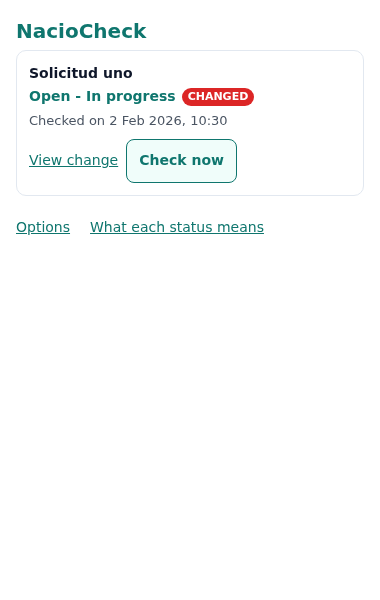 NacioCheck
Solicitud uno
Open - In progress CHANGED
Checked on 2 Feb 2026, 10:30
View change Check now
Options What each status means